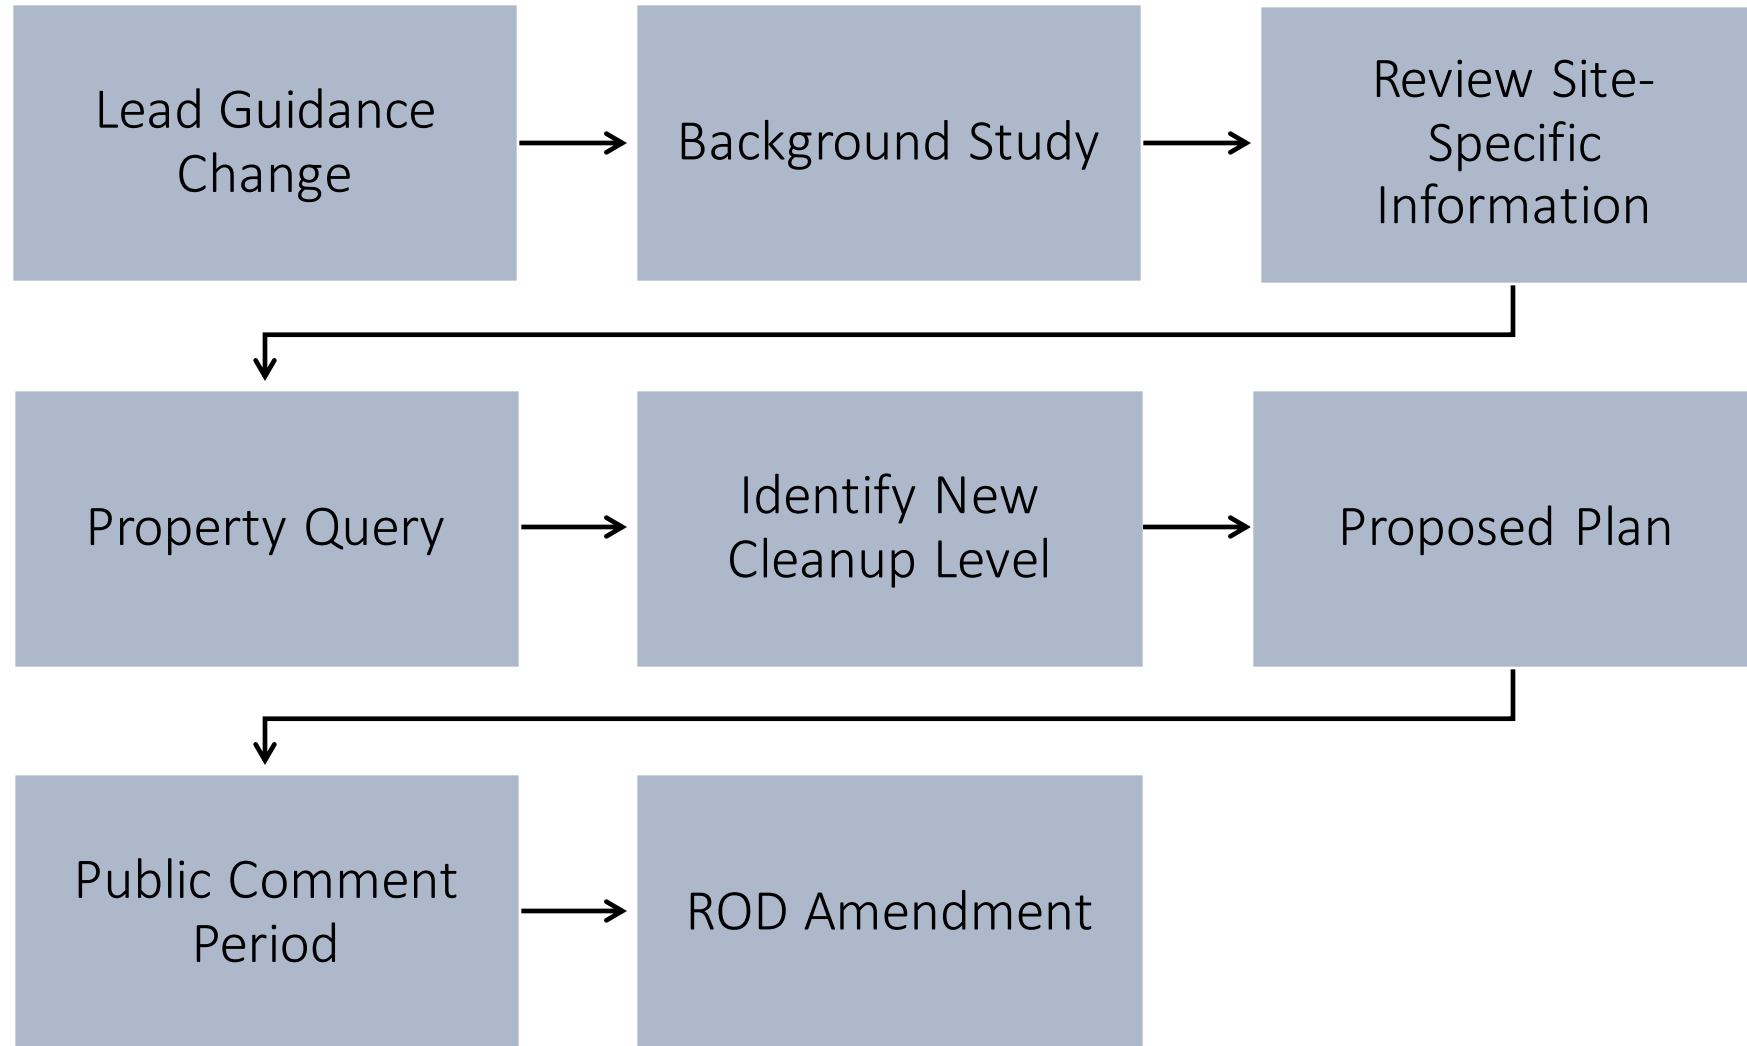 Lead Guidance
Change
Background Study
Review Site-
Specific
Information
Property Query
Identify New
Cleanup Level
Proposed Plan
Public Comment
Period
ROD Amendment